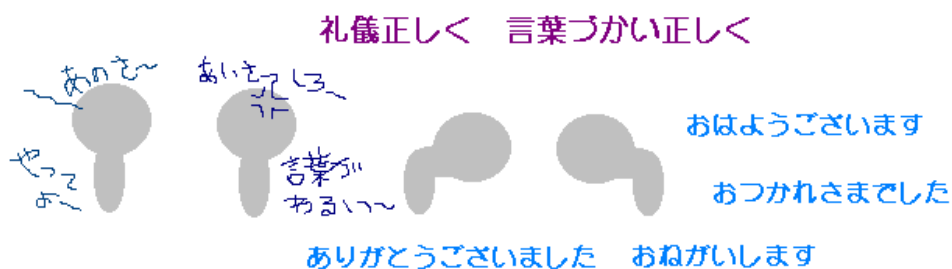 礼儀正しく 言葉づかい正しく
あのさ〜
やってよ〜
あいさつしろ〜
言葉がわるいっ〜
おはようございます
おつかれさまでした
ありがとうございました おねがいします